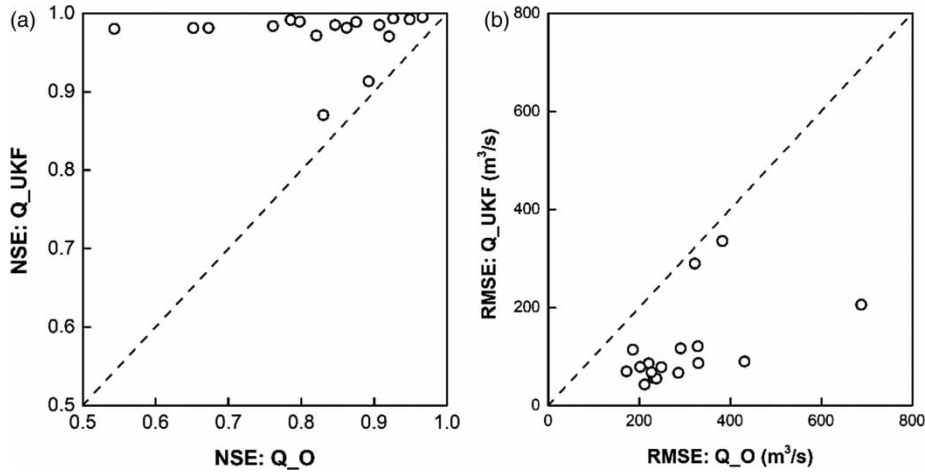 (a)
1.0
0.9
0.8
0.7
0.6
0.5
NSE: Q_UKF
0.5 0.6 0.7 0.8 0.9 1.0
NSE: Q_O
(b)
800
600
400
200
0
RMSE: Q_UKF (m³/s)
0 200 400 600 800
RMSE: Q_O (m³/s)